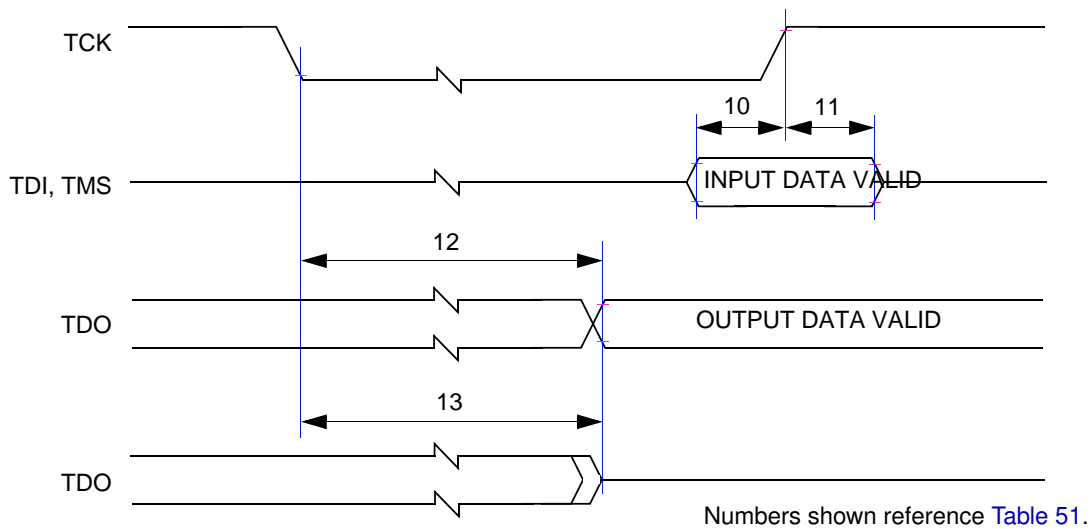 TCK
10
11
TDI, TMS
INPUT DATA VALID
12
TDO
OUTPUT DATA VALID
13
TDO
Numbers shown reference Table 51.